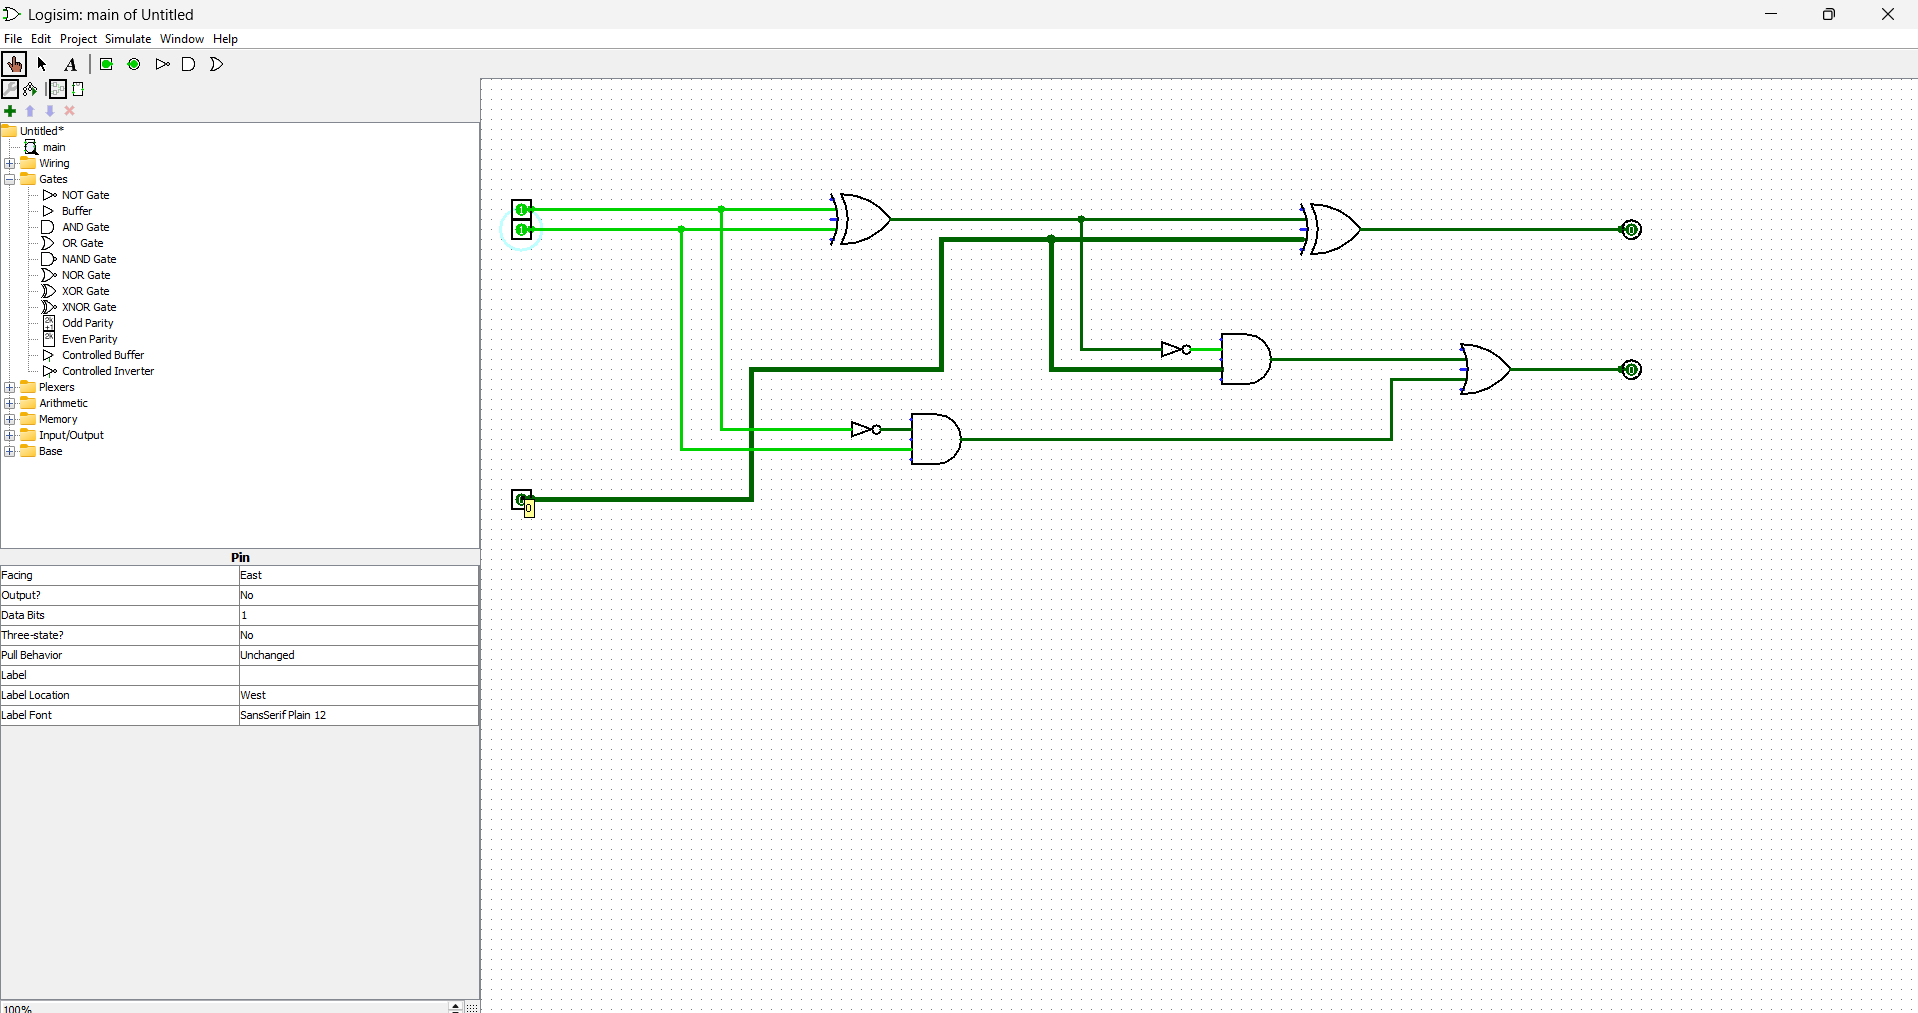 Logisim: main of Untitled
File Edit Project Simulate Window Help
A
Untitled*
main
Wiring
Gates
NOT Gate
Buffer
AND Gate
OR Gate
NAND Gate
NOR Gate
XOR Gate
XNOR Gate
2k+1 Odd Parity
2k Even Parity
Controlled Buffer
Controlled Inverter
Plexers
Arithmetic
Memory
Input/Output
Base
Pin
Facing East
Output? No
Data Bits 1
Three-state? No
Pull Behavior Unchanged
Label
Label Location West
Label Font SansSerif Plain 12
100%
1
1
0
0
0
0